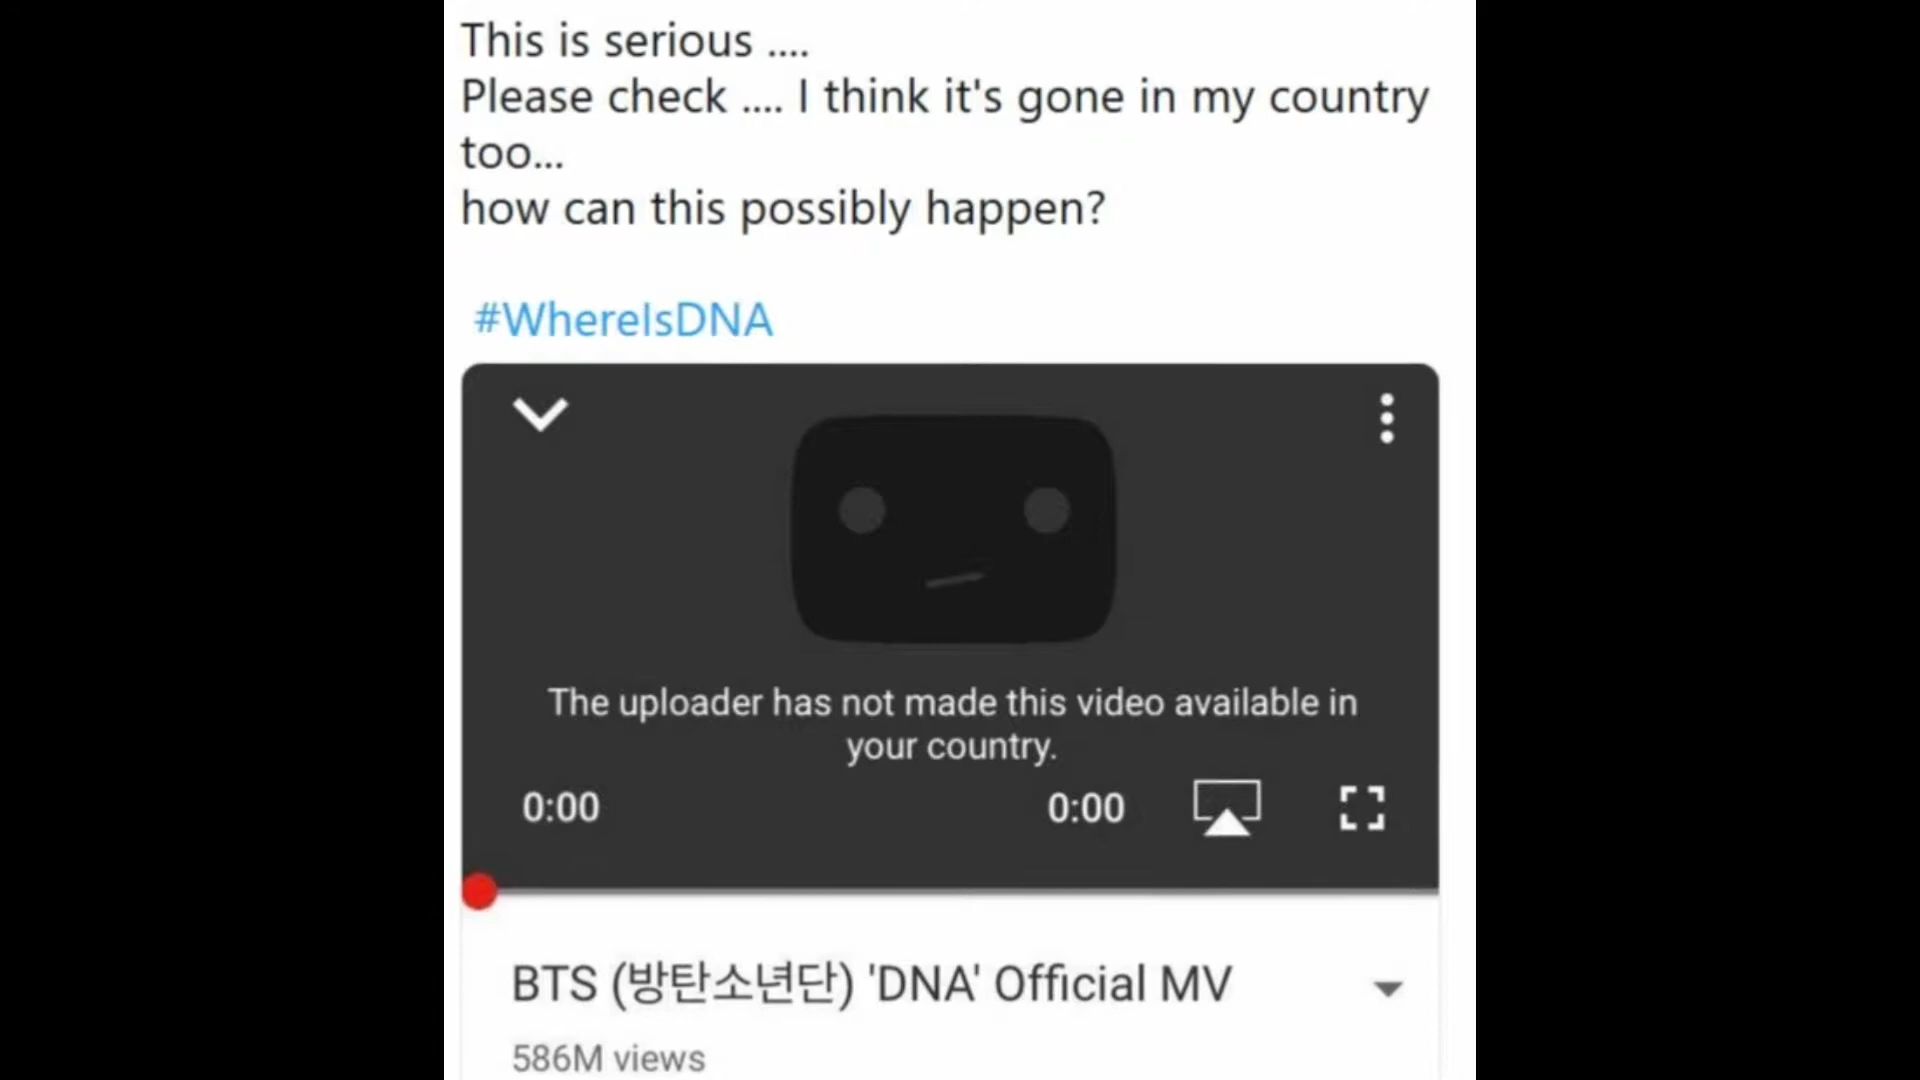 This is serious ....
Please check .... I think it's gone in my country
too...
how can this possibly happen?
#WhereIsDNA
The uploader has not made this video available in
your country.
0:00 0:00
BTS (방탄소년단) 'DNA' Official MV
586M views